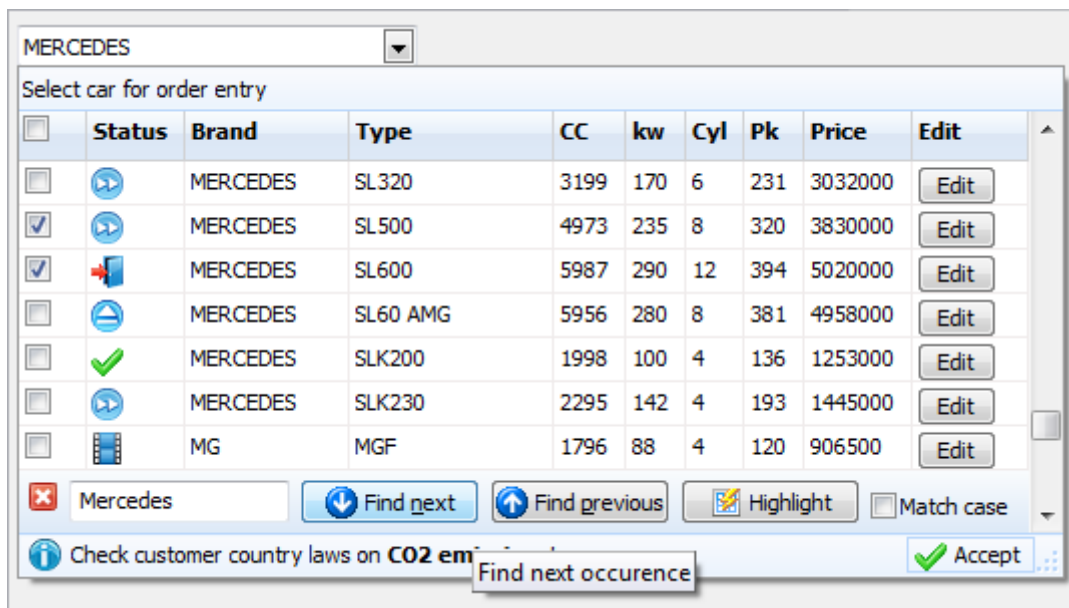 MERCEDES
Select car for order entry
Status Brand Type CC kw Cyl Pk Price Edit
MERCEDES SL320 3199 170 6 231 3032000 Edit
MERCEDES SL500 4973 235 8 320 3830000 Edit
MERCEDES SL600 5987 290 12 394 5020000 Edit
MERCEDES SL60 AMG 5956 280 8 381 4958000 Edit
MERCEDES SLK200 1998 100 4 136 1253000 Edit
MERCEDES SLK230 2295 142 4 193 1445000 Edit
MG MGF 1796 88 4 120 906500 Edit
Mercedes Find next Find previous Highlight Match case
Check customer country laws on CO2 Accept
Find next occurence